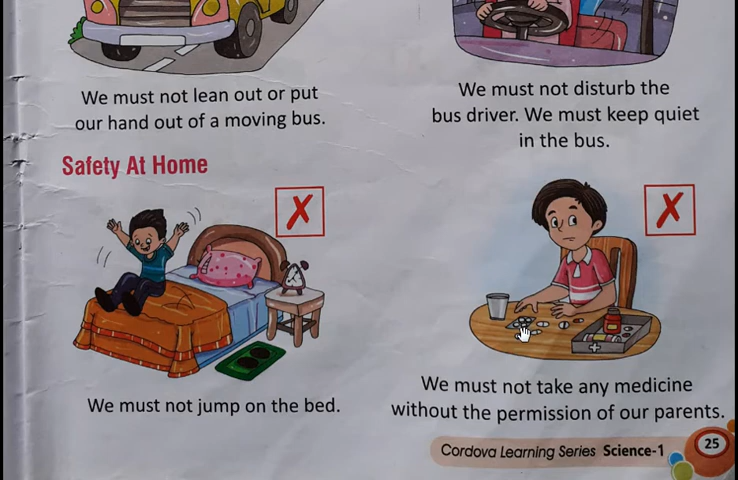 We must not lean out or put
our hand out of a moving bus.
We must not disturb the
bus driver. We must keep quiet
in the bus.
Safety At Home
We must not jump on the bed.
We must not take any medicine
without the permission of our parents.
Cordova Learning Series Science-1
25